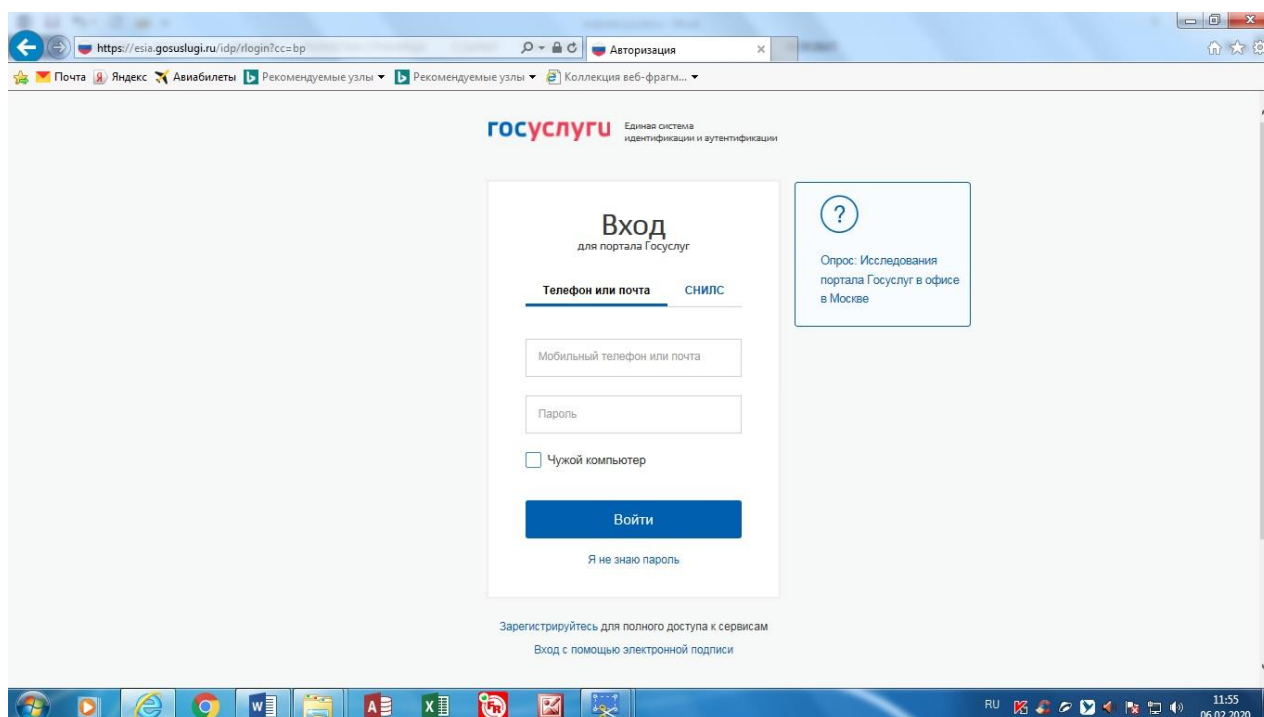 https://esia.gosuslugi.ru/idp/rlogin?cc=bp
Авторизация
Почта Яндекс Авиабилеты Рекомендуемые узлы Рекомендуемые узлы Коллекция веб-фрагм...
госуслуги
Единая система
идентификации и аутентификации
Вход
для портала Госуслуг
Телефон или почта СНИЛС
Мобильный телефон или почта
Пароль
Чужой компьютер
Войти
Я не знаю пароль
Опрос: Исследования
портала Госуслуг в офисе
в Москве
Зарегистрируйтесь для полного доступа к сервисам
Вход с помощью электронной подписи
RU
11:55
06.02.2020